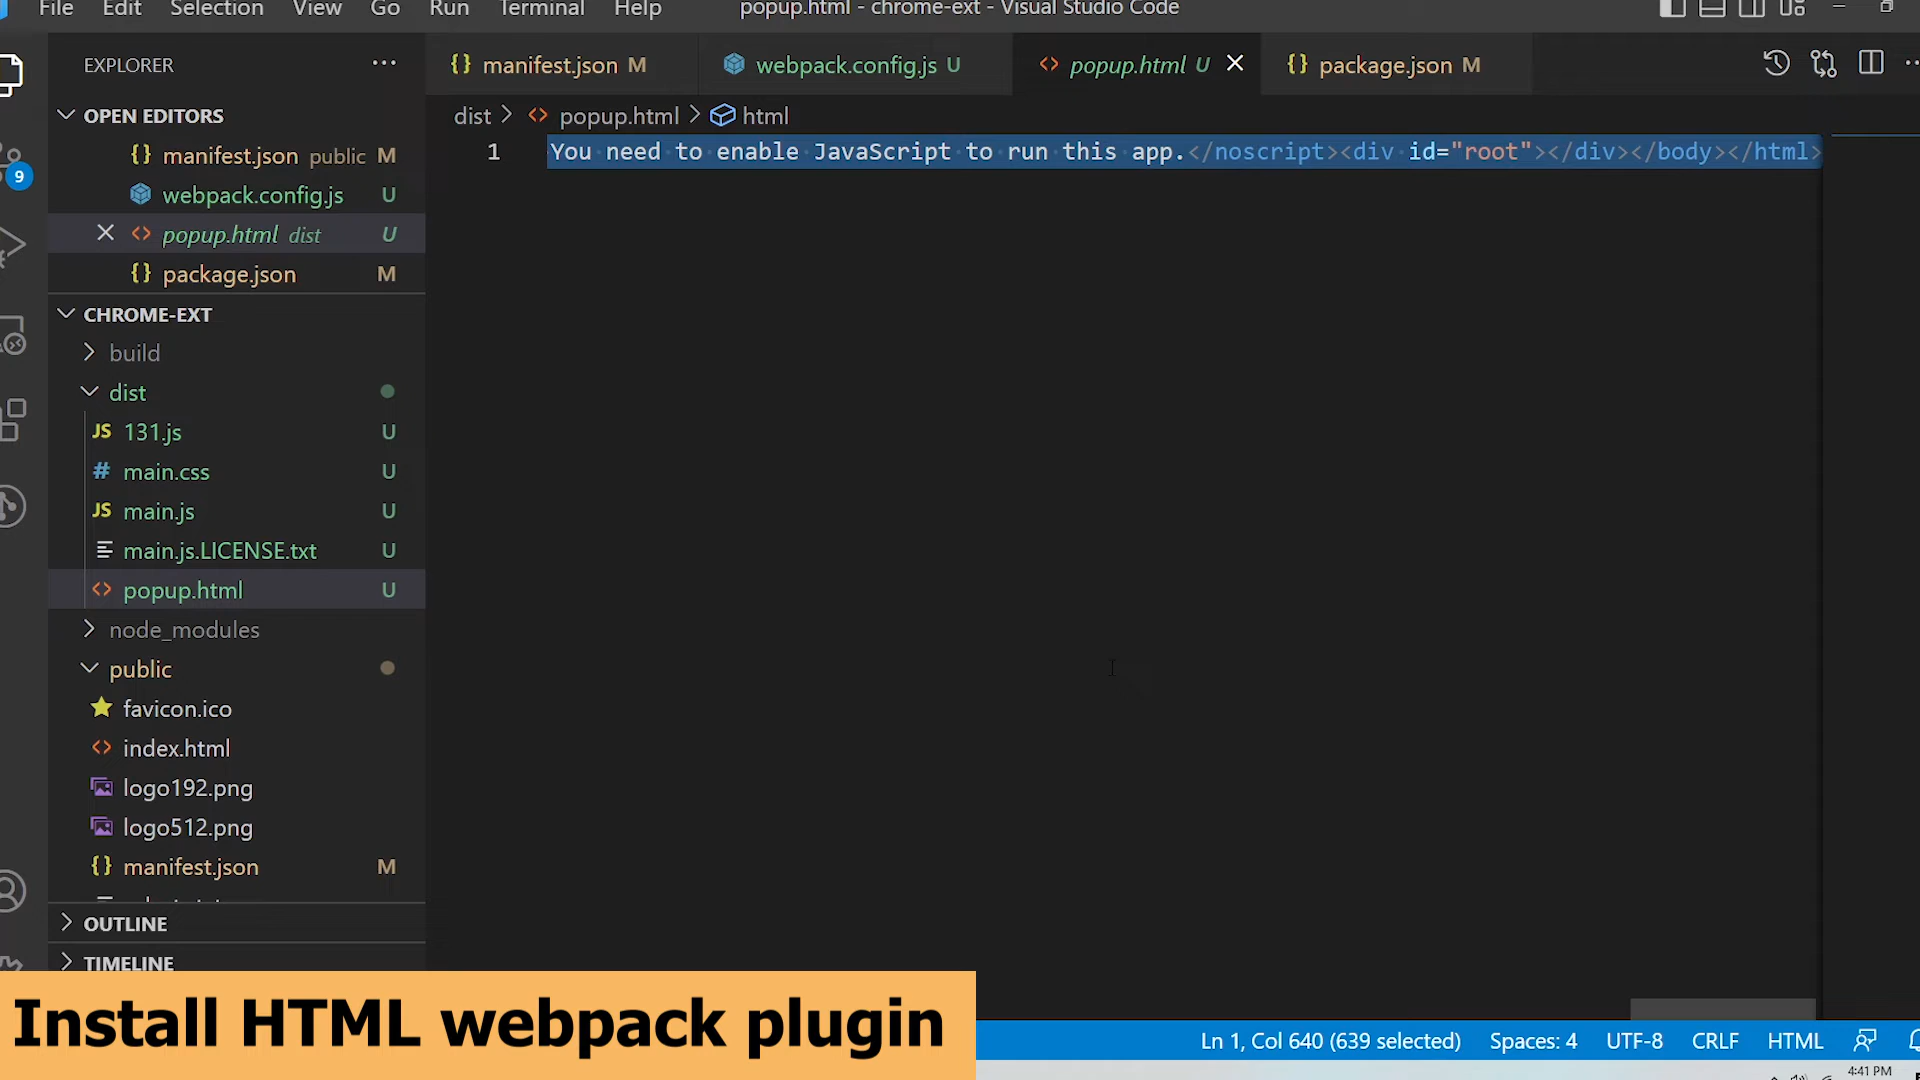 File Edit Selection View Go Run Terminal Help popup.html - chrome-ext - Visual Studio Code
EXPLORER
{} manifest.json M webpack.config.js U <> popup.html U {} package.json M
OPEN EDITORS
dist > <> popup.html > html
{} manifest.json public M
1 You need to enable JavaScript to run this app.</noscript><div id="root"></div></body></html>
9
webpack.config.js U
<> popup.html dist U
{} package.json M
CHROME-EXT
build
dist
JS 131.js U
# main.css U
JS main.js U
main.js.LICENSE.txt U
<> popup.html U
node_modules
public
favicon.ico
<> index.html
logo192.png
logo512.png
{} manifest.json M
OUTLINE
TIMELINE
Install HTML webpack plugin
Ln 1, Col 640 (639 selected) Spaces: 4 UTF-8 CRLF HTML
4:41 PM